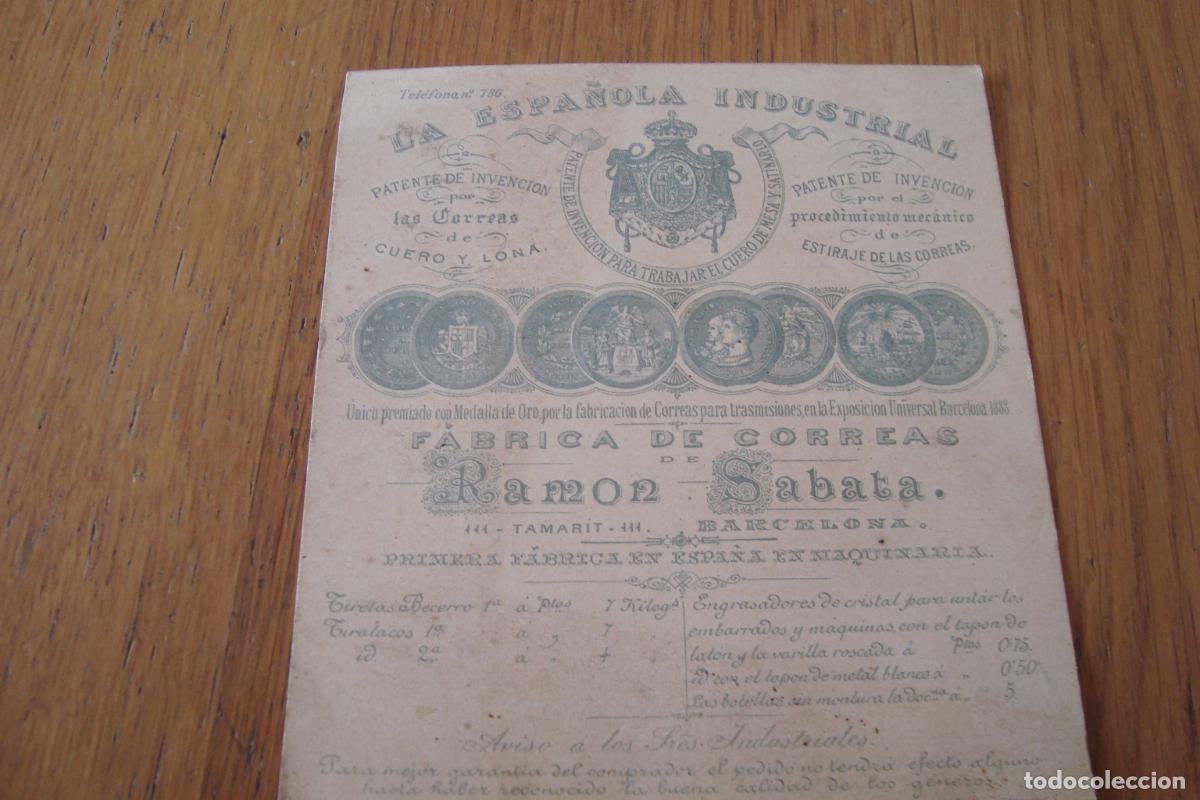 Teléfono nº 786.
LA ESPAÑOLA INDUSTRIAL
PATENTE DE INVENCION
por
las Correas
de
CUERO Y LONA.
PATENTE DE INVENCION PARA TRABAJAR EL CUERO DE MESA Y SATINARLO
PATENTE DE INVENCION
por el
procedimiento mecánico
de
ESTIRAJE DE LAS CORREAS.
Unico premiado con Medalla de Oro, por la fabricacion de Correas para trasmisiones, en la Exposicion Universal Barcelona 1888.
FÁBRICA DE CORREAS
DE
Ramon Sabata.
111 - TAMARIT - 111. BARCELONA.
PRIMERA FÁBRICA EN ESPAÑA EN MAQUINARIA.
Tiretas Becerro 1ª á Ptas 7 Kilogº
Tiratacos 1ª á „ 7 „
id. 2ª á „ 4 „
Engrasadores de cristal para untár los
embarrados y máquinas, con el tapon de
latón y la varilla roscada á Ptas 0'75.
id. con el tapon de metal blanco á „ 0'50.
Las botellas sin montura la docna á „ 5.
Aviso á los Sres. Industriales.
Para mejor garantía del comprador el pedido no tendrá efecto alguno
hasta haber reconocido la buena calidad de los géneros.
todocoleccion